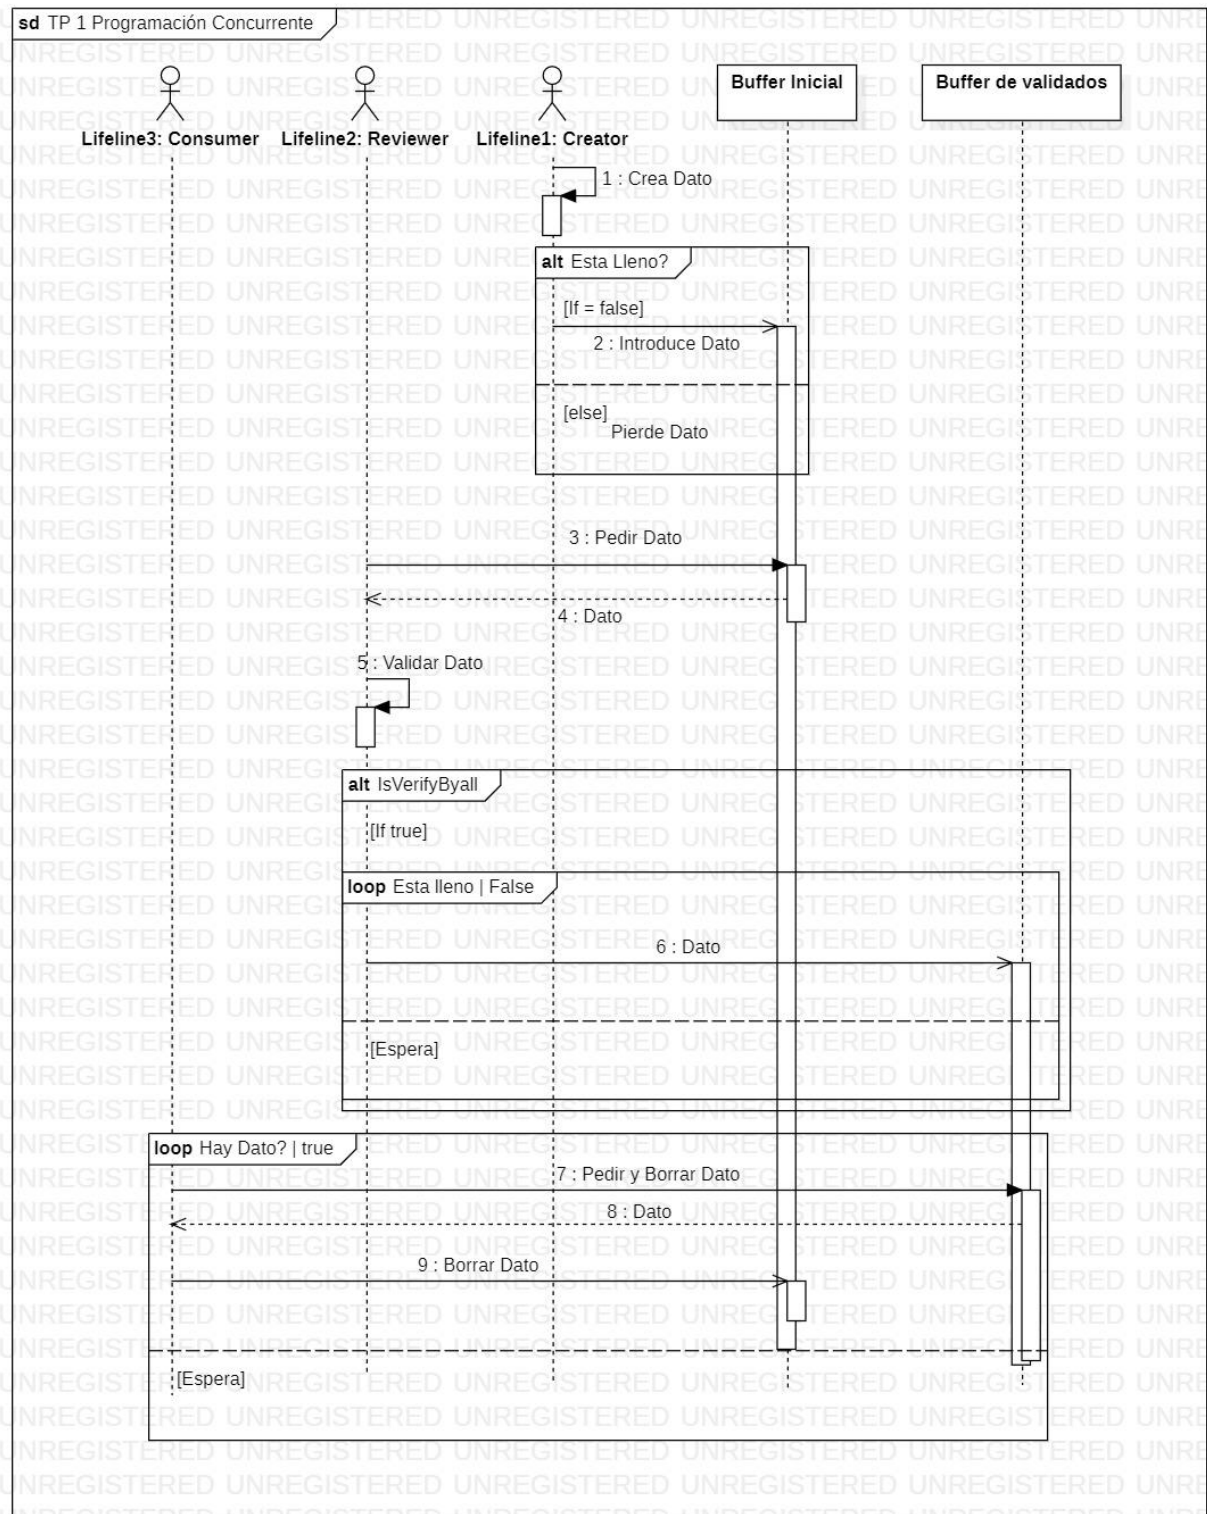 sd TP 1 Programación Concurrente
Lifeline3: Consumer
Lifeline2: Reviewer
Lifeline1: Creator
Buffer Inicial
Buffer de validados
1 : Crea Dato
alt Esta Lleno?
[If = false]
2 : Introduce Dato
[else]
Pierde Dato
3 : Pedir Dato
4 : Dato
5 : Validar Dato
alt IsVerifyByall
[If true]
loop Esta lleno | False
6 : Dato
[Espera]
loop Hay Dato? | true
7 : Pedir y Borrar Dato
8 : Dato
9 : Borrar Dato
[Espera]
UNREGISTERED